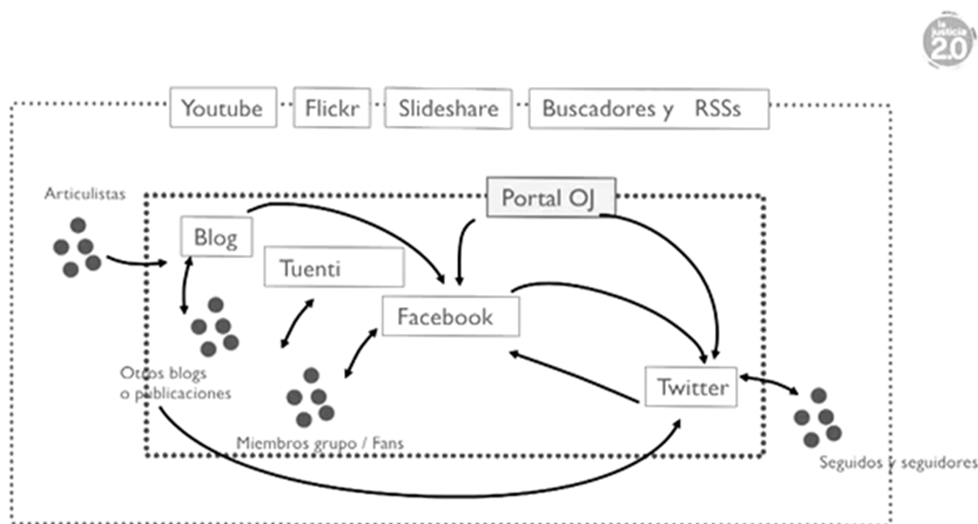 la
justicia
2.0
Youtube
Flickr
Slideshare
Buscadores y RSSs
Articulistas
Portal OJ
Blog
Tuenti
Facebook
Otros blogs
o publicaciones
Twitter
Miembros grupo / Fans
Seguidos y seguidores